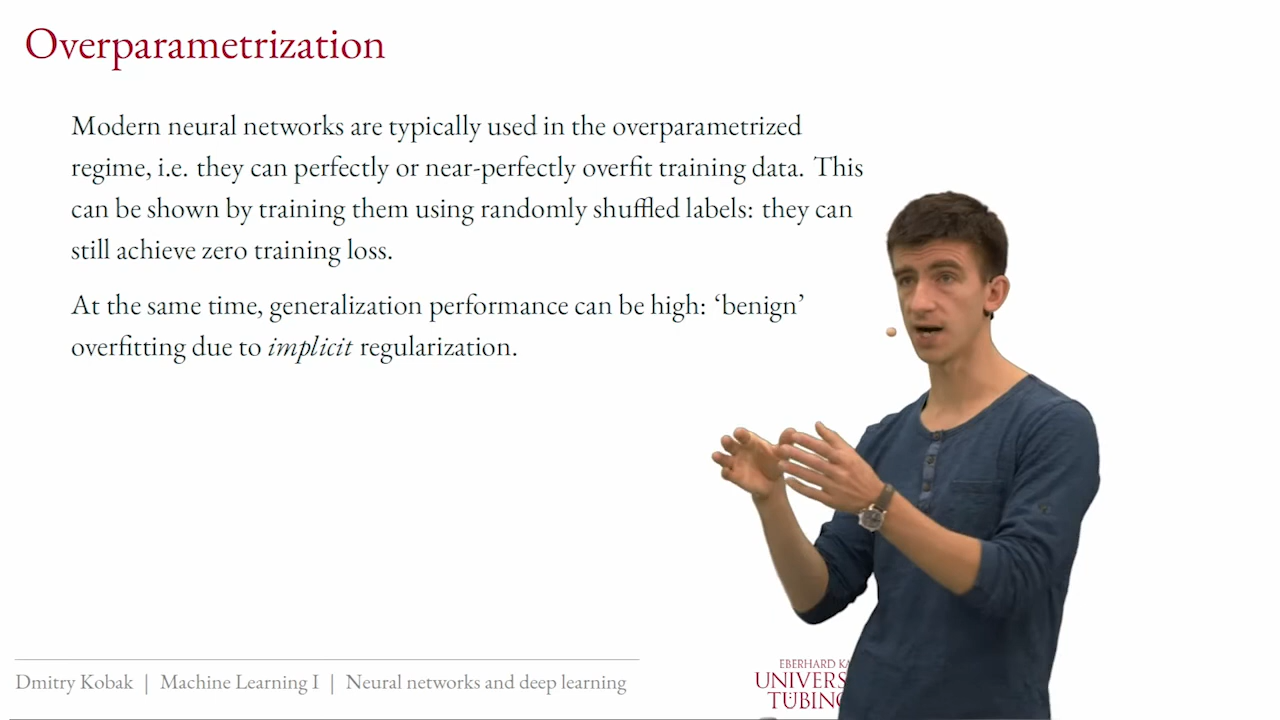 Overparametrization
Modern neural networks are typically used in the overparametrized
regime, i.e. they can perfectly or near-perfectly overfit training data. This
can be shown by training them using randomly shuffled labels: they can
still achieve zero training loss.
At the same time, generalization performance can be high: ‘benign’
overfitting due to implicit regularization.
Dmitry Kobak | Machine Learning I | Neural networks and deep learning
EBERHARD